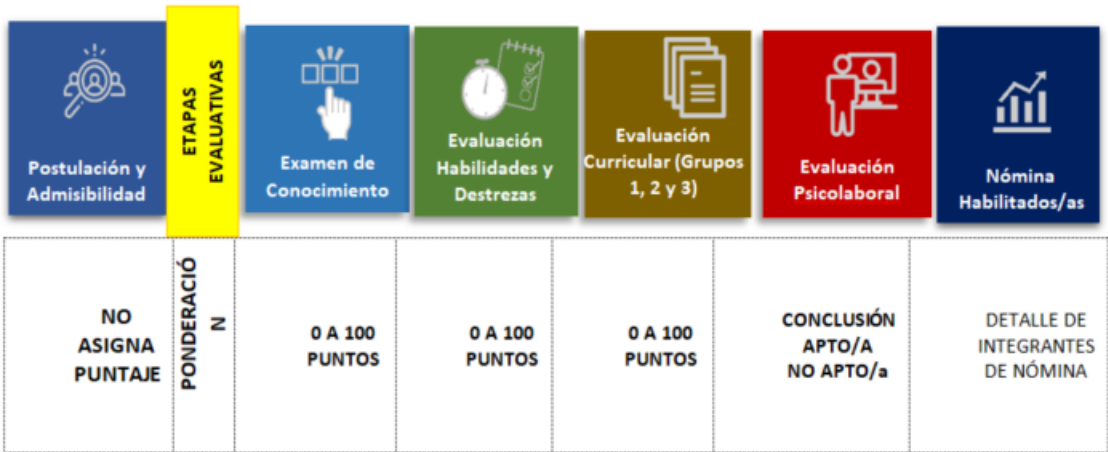 Postulación y
Admisibilidad
ETAPAS
EVALUATIVAS
Examen de
Conocimiento
Evaluación
Habilidades y
Destrezas
Evaluación
Curricular (Grupos
1, 2 y 3)
Evaluación
Psicolaboral
Nómina
Habilitados/as
NO
ASIGNA
PUNTAJE
PONDERACIÓ
N
0 A 100
PUNTOS
0 A 100
PUNTOS
0 A 100
PUNTOS
CONCLUSIÓN
APTO/A
NO APTO/a
DETALLE DE
INTEGRANTES
DE NÓMINA